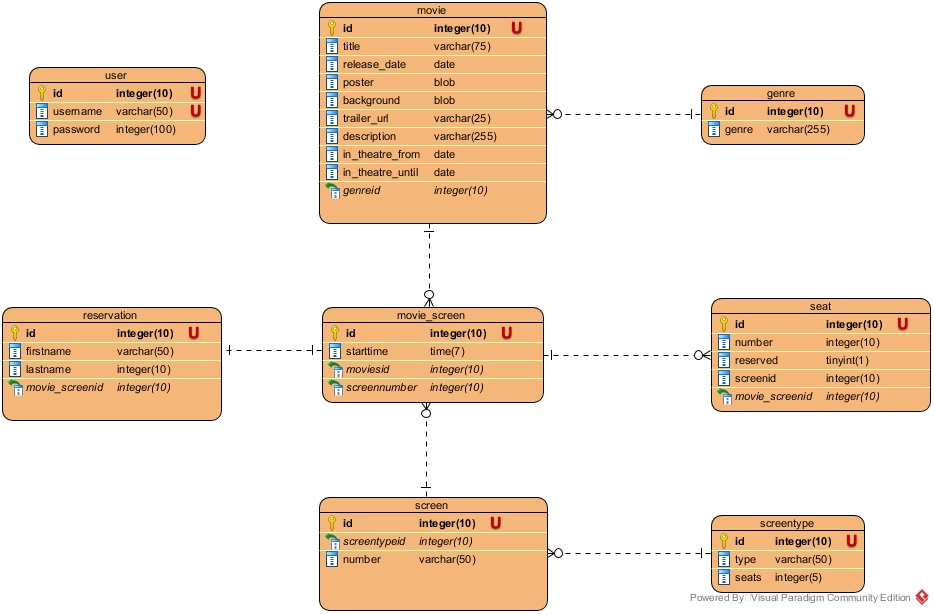 movie
id integer(10) U
title varchar(75)
release_date date
poster blob
background blob
trailer_url varchar(25)
description varchar(255)
in_theatre_from date
in_theatre_until date
genreid integer(10)
user
id integer(10) U
username varchar(50) U
password integer(100)
genre
id integer(10) U
genre varchar(255)
reservation
id integer(10) U
firstname varchar(50)
lastname integer(10)
movie_screenid integer(10)
movie_screen
id integer(10) U
starttime time(7)
moviesid integer(10)
screennumber integer(10)
seat
id integer(10) U
number integer(10)
reserved tinyint(1)
screenid integer(10)
movie_screenid integer(10)
screen
id integer(10) U
screentypeid integer(10)
number varchar(50)
screentype
id integer(10) U
type varchar(50)
seats integer(5)
Powered By Visual Paradigm Community Edition